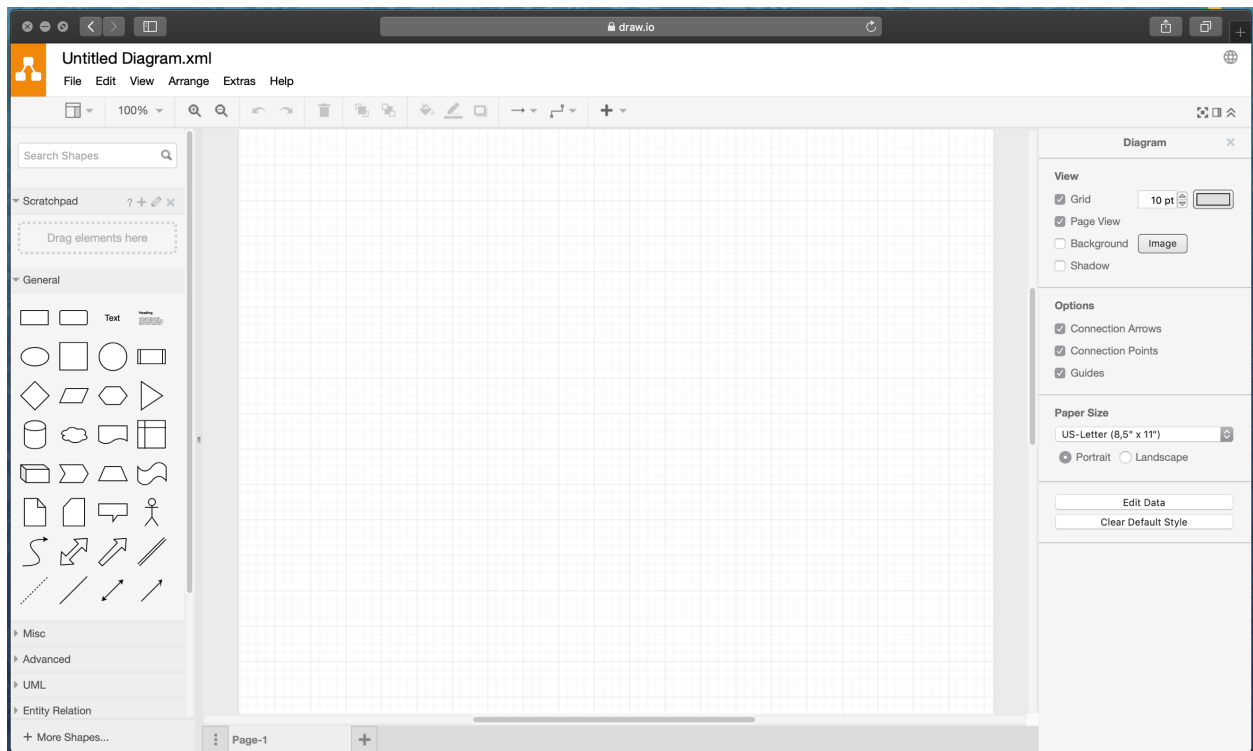 draw.io
Untitled Diagram.xml
File Edit View Arrange Extras Help
100%
Search Shapes
Scratchpad ?
Drag elements here
General
Text Heading
Misc
Advanced
UML
Entity Relation
+ More Shapes...
Page-1
Diagram
View
Grid 10 pt
Page View
Background Image
Shadow
Options
Connection Arrows
Connection Points
Guides
Paper Size
US-Letter (8,5" x 11")
Portrait Landscape
Edit Data
Clear Default Style